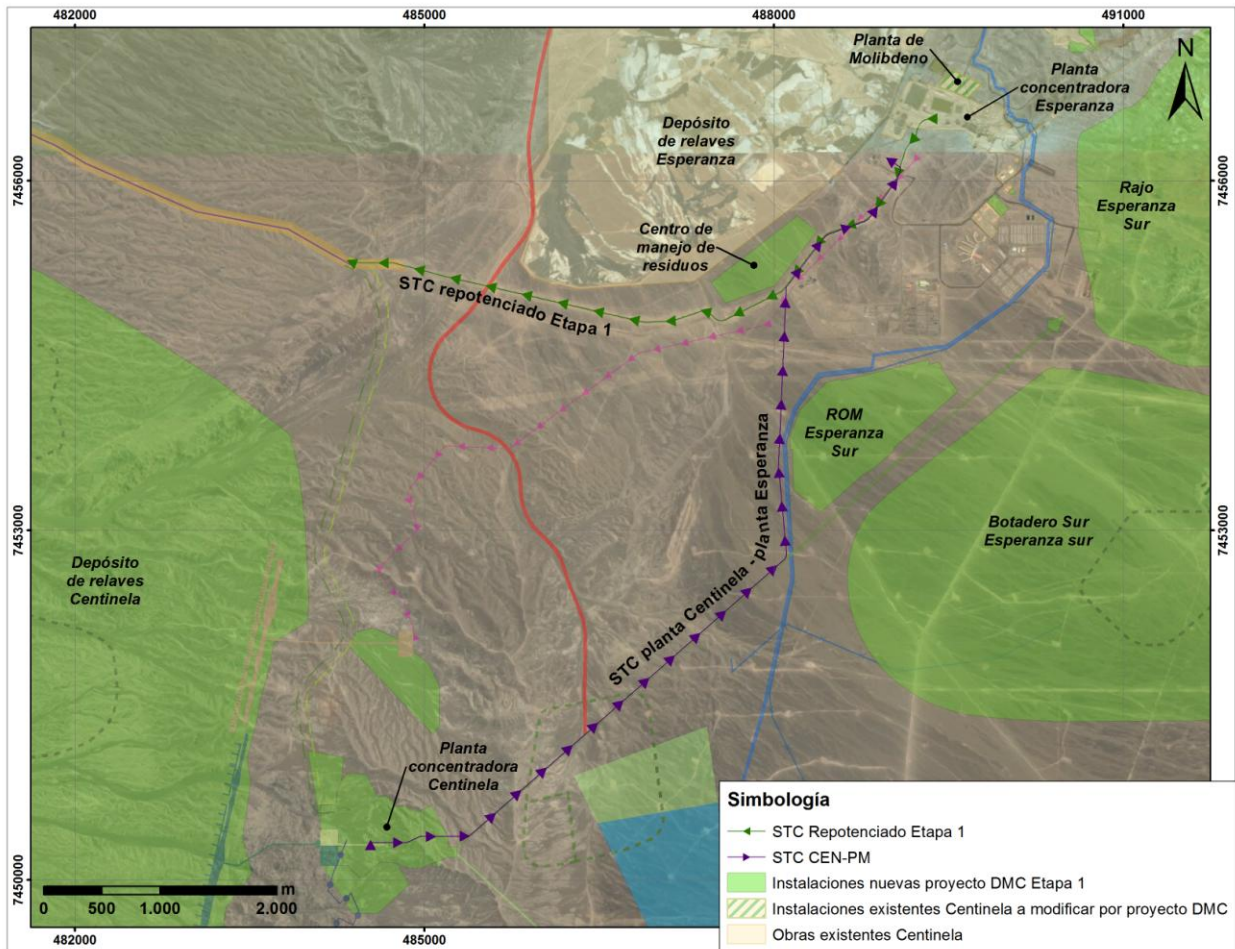 482000
485000
488000
491000
N
Planta de
Molibdeno
Planta
concentradora
Esperanza
Depósito
de relaves
Esperanza
7456000
7456000
Rajo
Esperanza
Sur
Centro de
manejo de
residuos
STC repotenciado Etapa 1
ROM
Esperanza
Sur
STC planta Centinela - planta Esperanza
7453000
7453000
Botadero Sur
Esperanza sur
Depósito
de relaves
Centinela
Planta
concentradora
Centinela
7450000
0 500 1.000 2.000 m
Simbología
STC Repotenciado Etapa 1
STC CEN-PM
Instalaciones nuevas proyecto DMC Etapa 1
Instalaciones existentes Centinela a modificar por proyecto DMC
Obras existentes Centinela
482000
485000